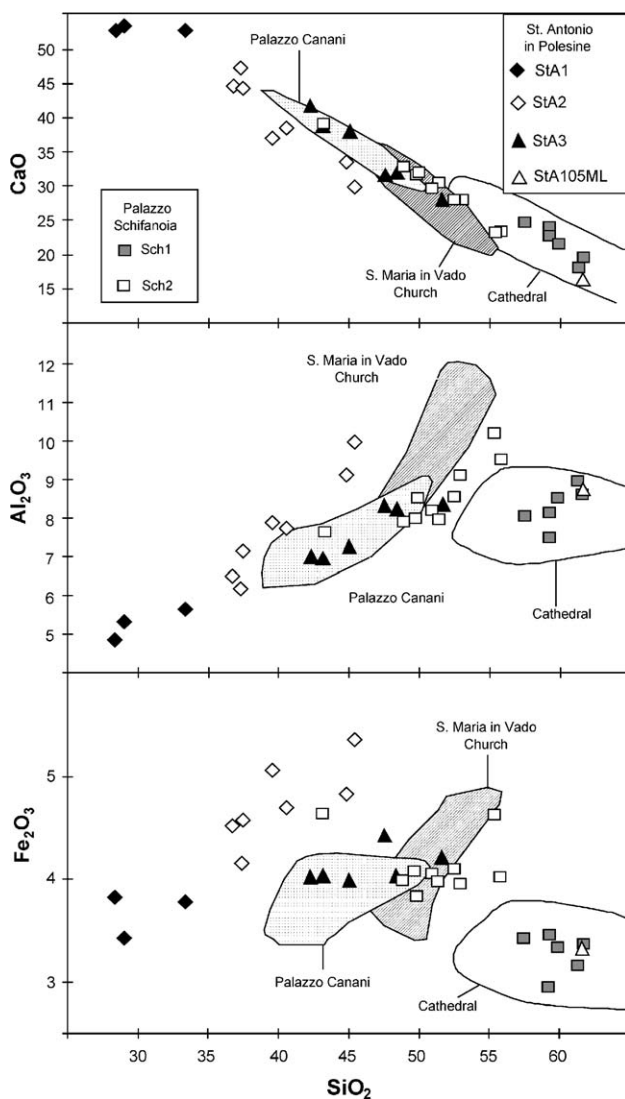 CaO
50
45
40
35
30
25
20
15
Palazzo Canani
St. Antonio
in Polesine
StA1
StA2
StA3
StA105ML
Palazzo
Schifanoia
Sch1
Sch2
S. Maria in Vado
Church
Cathedral
Al₂O₃
12
11
10
9
8
7
6
5
S. Maria in Vado
Church
Palazzo Canani
Cathedral
Fe₂O₃
5
4
3
S. Maria in Vado
Church
Palazzo Canani
Cathedral
30 35 40 45 50 55 60
SiO₂